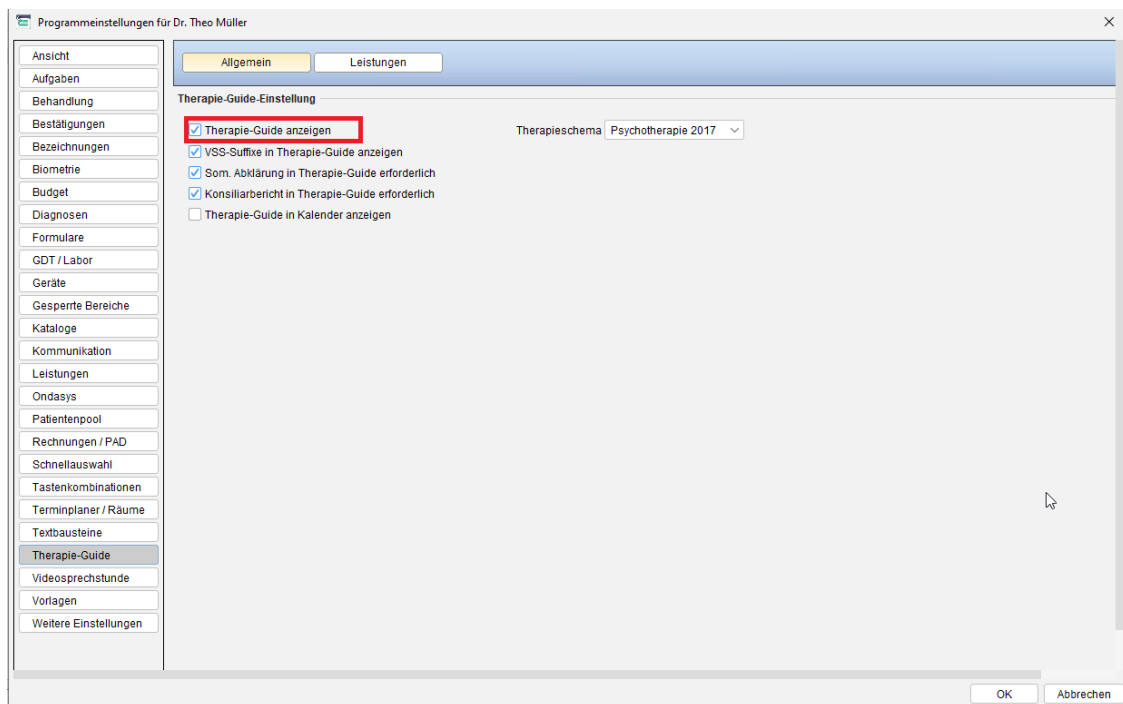 Programmeinstellungen für Dr. Theo Müller
Ansicht
Aufgaben
Behandlung
Bestätigungen
Bezeichnungen
Biometrie
Budget
Diagnosen
Formulare
GDT / Labor
Geräte
Gesperrte Bereiche
Kataloge
Kommunikation
Leistungen
Ondasys
Patientenpool
Rechnungen / PAD
Schnellauswahl
Tastenkombinationen
Terminplaner / Räume
Textbausteine
Therapie-Guide
Videosprechstunde
Vorlagen
Weitere Einstellungen
Allgemein
Leistungen
Therapie-Guide-Einstellung
Therapie-Guide anzeigen
Therapieschema Psychotherapie 2017
VSS-Suffixe in Therapie-Guide anzeigen
Som. Abklärung in Therapie-Guide erforderlich
Konsiliarbericht in Therapie-Guide erforderlich
Therapie-Guide in Kalender anzeigen
OK
Abbrechen